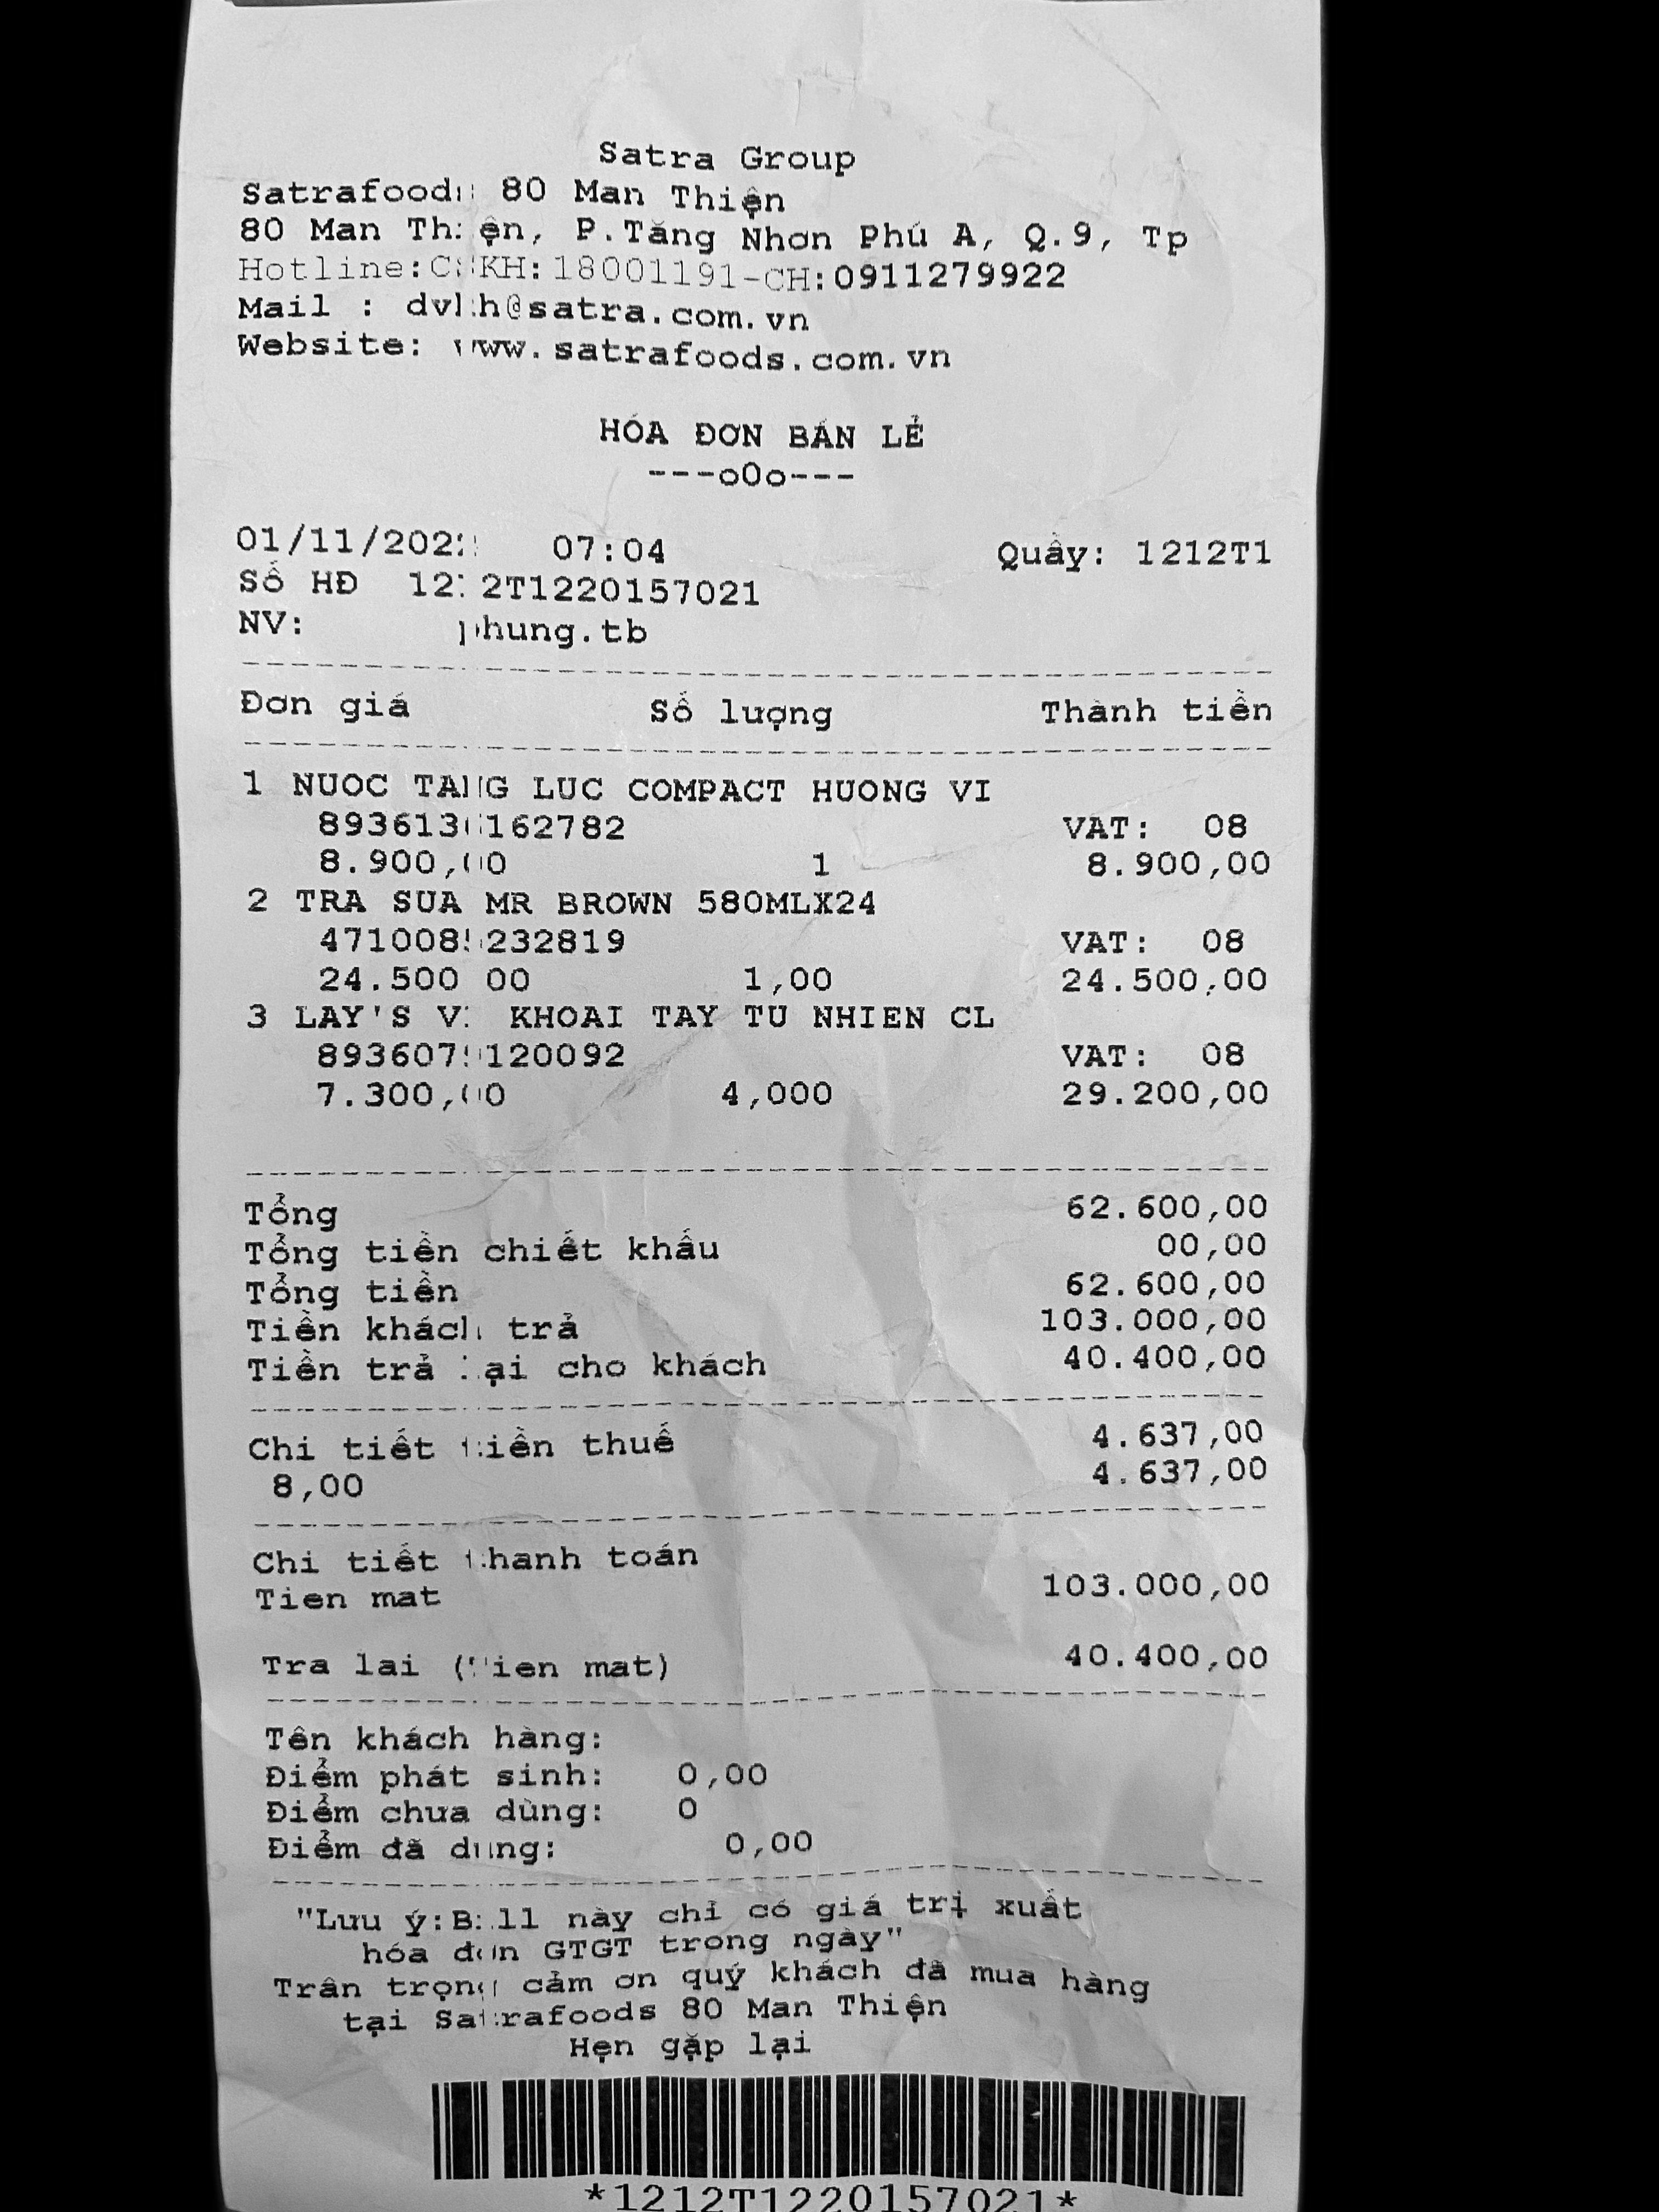 Satra Group
Satrafoods 80 Man Thiện
80 Man Thiện, P.Tăng Nhơn Phú A, Q.9, Tp
Hotline:CSKH:18001191-CH:0911279922
Mail : dvkh@satra.com.vn
Website: www.satrafoods.com.vn
HÓA ĐƠN BÁN LẺ
---oOo---
01/11/2022 07:04 Quầy: 1212T1
Số HĐ 1212T1220157021
NV: phung.tb
Đơn giá Số lượng Thành tiền
1 NUOC TANG LUC COMPACT HUONG VI
VAT: 08
8.900,00 1 8.900,00
2 TRA SUA MR BROWN 580MLX24
VAT: 08
24.500,00 1,00 24.500,00
3 LAY'S VI KHOAI TAY TU NHIEN CL
VAT: 08
7.300,00 4,000 29.200,00
Tổng 62.600,00
Tổng tiền chiết khấu 00,00
Tổng tiền 62.600,00
Tiền khách trả 103.000,00
Tiền trả lại cho khách 40.400,00
Chi tiết tiền thuế 4.637,00
8,00 4.637,00
Chi tiết thanh toán
Tien mat 103.000,00
Tra lai (Tien mat) 40.400,00
Tên khách hàng:
Điểm phát sinh: 0,00
Điểm chưa dùng: 0
Điểm đã dùng: 0,00
"Lưu ý:Bill này chỉ có giá trị xuất
hóa đơn GTGT trong ngày"
Trân trọng cảm ơn quý khách đã mua hàng
tại Satrafoods 80 Man Thiện
Hẹn gặp lại
*1212T1220157021*